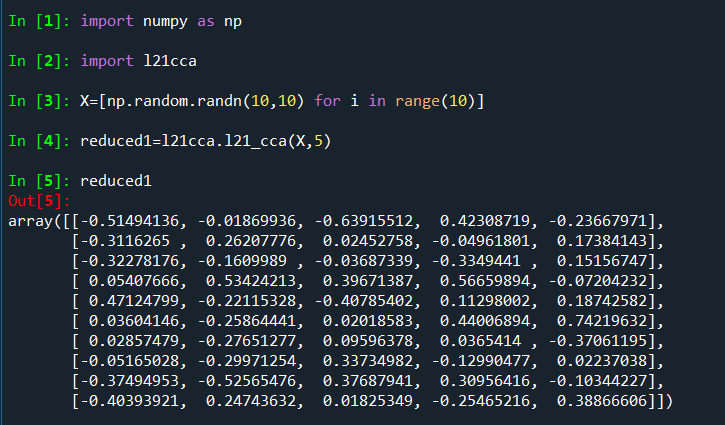 In [1]: import numpy as np
In [2]: import l21cca
In [3]: X=[np.random.randn(10,10) for i in range(10)]
In [4]: reduced1=l21cca.l21_cca(X,5)
In [5]: reduced1
Out[5]:
array([[-0.51494136, -0.01869936, -0.63915512,  0.42308719, -0.23667971],
       [-0.3116265 ,  0.26207776,  0.02452758, -0.04961801,  0.17384143],
       [-0.32278176, -0.1609989 , -0.03687339, -0.3349441 ,  0.15156747],
       [ 0.05407666,  0.53424213,  0.39671387,  0.56659894, -0.07204232],
       [ 0.47124799, -0.22115328, -0.40785402,  0.11298002,  0.18742582],
       [ 0.03604146, -0.25864441,  0.02018583,  0.44006894,  0.74219632],
       [ 0.02857479, -0.27651277,  0.09596378,  0.0365414 , -0.37061195],
       [-0.05165028, -0.29971254,  0.33734982, -0.12990477,  0.02237038],
       [-0.37494953, -0.52565476,  0.37687941,  0.30956416, -0.10344227],
       [-0.40393921,  0.24743632,  0.01825349, -0.25465216,  0.38866606]])